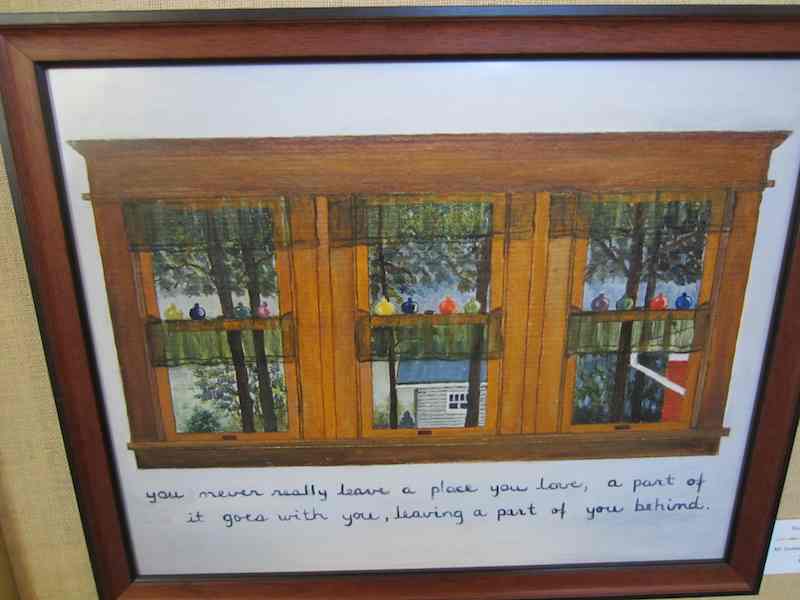 you never really leave a place you love, a part of
it goes with you, leaving a part of you behind.